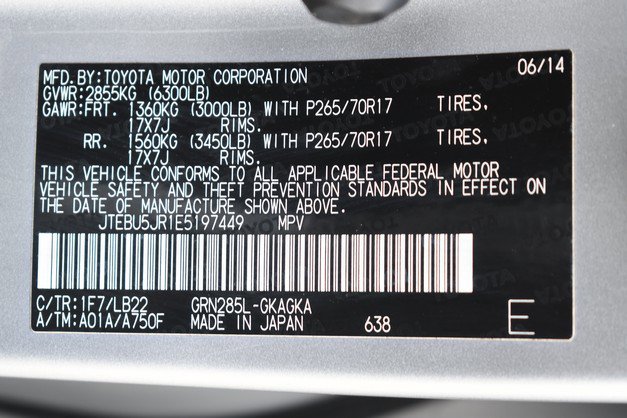 06/14
MFD.BY:TOYOTA MOTOR CORPORATION
GVWR:2855KG (6300LB)
GAWR:FRT. 1360KG (3000LB) WITH P265/70R17 TIRES,
17X7J RIMS.
RR. 1560KG (3450LB) WITH P265/70R17 TIRES,
17X7J RIMS.
THIS VEHICLE CONFORMS TO ALL APPLICABLE FEDERAL MOTOR
VEHICLE SAFETY AND THEFT PREVENTION STANDARDS IN EFFECT ON
THE DATE OF MANUFACTURE SHOWN ABOVE.
JTEBU5JR1E5197449 MPV
C/TR:1F7/LB22 GRN285L-GKAGKA
A/TM:A01A/A750F MADE IN JAPAN 638 E